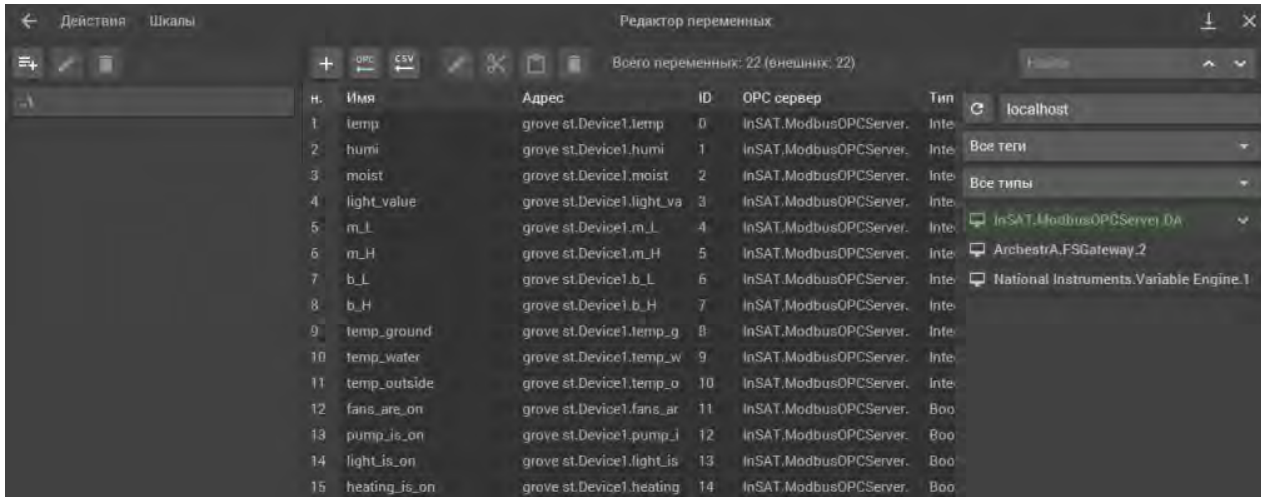 Действия Шкалы Редактор переменных
OPC CSV Всего переменных: 22 (внешних: 22) Найти
..\
н. Имя Адрес ID OPC сервер Тип
localhost
1 temp grove st.Device1.temp 0 InSAT.ModbusOPCServer. Inte
2 humi grove st.Device1.humi 1 InSAT.ModbusOPCServer. Inte
Все теги
3 moist grove st.Device1.moist 2 InSAT.ModbusOPCServer. Inte
Все типы
4 light_value grove st.Device1.light_va 3 InSAT.ModbusOPCServer. Inte
5 m_L grove st.Device1.m_L 4 InSAT.ModbusOPCServer. Inte
InSAT.ModbusOPCServer.DA
6 m_H grove st.Device1.m_H 5 InSAT.ModbusOPCServer. Inte
ArchestrA.FSGateway.2
7 b_L grove st.Device1.b_L 6 InSAT.ModbusOPCServer. Inte
National Instruments.Variable Engine.1
8 b_H grove st.Device1.b_H 7 InSAT.ModbusOPCServer. Inte
9 temp_ground grove st.Device1.temp_g 8 InSAT.ModbusOPCServer. Inte
10 temp_water grove st.Device1.temp_w 9 InSAT.ModbusOPCServer. Inte
11 temp_outside grove st.Device1.temp_o 10 InSAT.ModbusOPCServer. Inte
12 fans_are_on grove st.Device1.fans_ar 11 InSAT.ModbusOPCServer. Boo
13 pump_is_on grove st.Device1.pump_i 12 InSAT.ModbusOPCServer. Boo
14 light_is_on grove st.Device1.light_is 13 InSAT.ModbusOPCServer. Boo
15 heating_is_on grove st.Device1.heating 14 InSAT.ModbusOPCServer. Boo